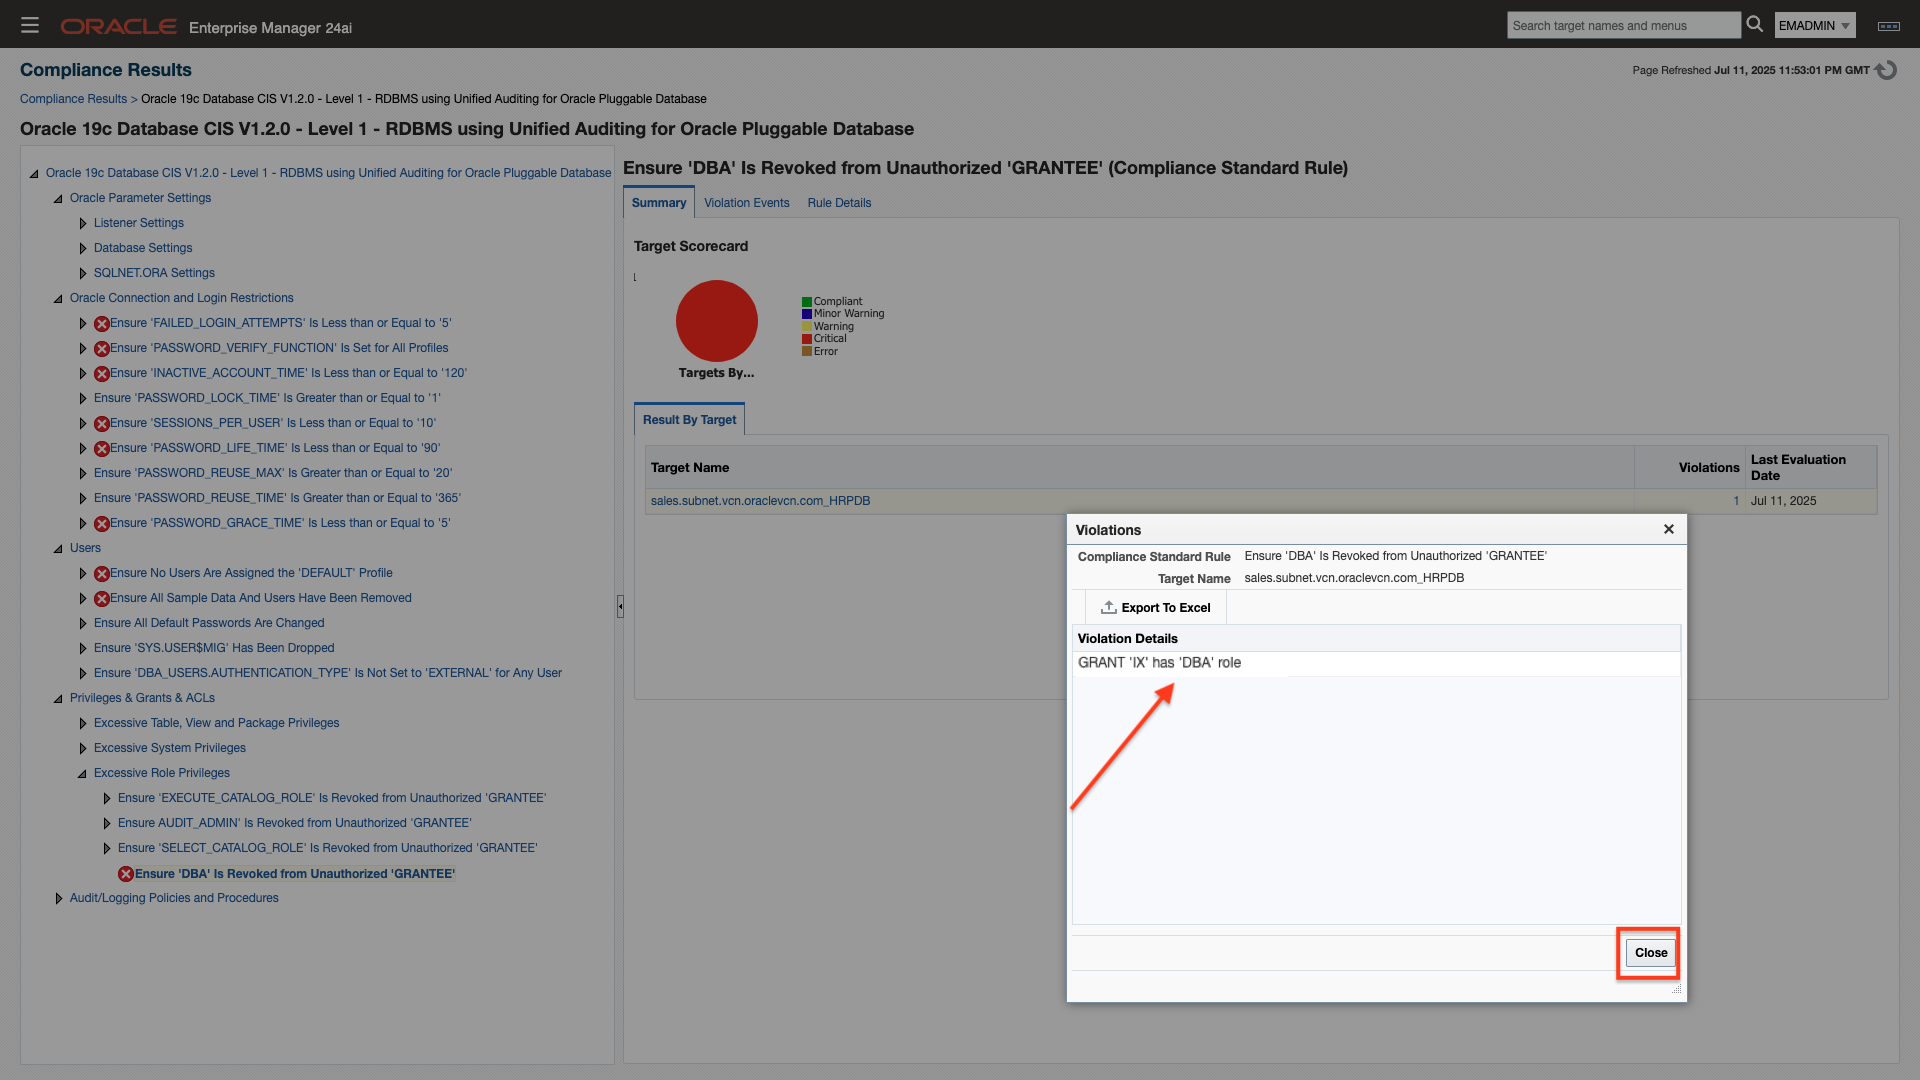 ORACLE Enterprise Manager 24ai
Search target names and menus
EMADMIN
Compliance Results
Page Refreshed Jul 11, 2025 11:53:01 PM GMT
Compliance Results > Oracle 19c Database CIS V1.2.0 - Level 1 - RDBMS using Unified Auditing for Oracle Pluggable Database
Oracle 19c Database CIS V1.2.0 - Level 1 - RDBMS using Unified Auditing for Oracle Pluggable Database
Oracle 19c Database CIS V1.2.0 - Level 1 - RDBMS using Unified Auditing for Oracle Pluggable Database
Oracle Parameter Settings
Listener Settings
Database Settings
SQLNET.ORA Settings
Oracle Connection and Login Restrictions
Ensure 'FAILED_LOGIN_ATTEMPTS' Is Less than or Equal to '5'
Ensure 'PASSWORD_VERIFY_FUNCTION' Is Set for All Profiles
Ensure 'INACTIVE_ACCOUNT_TIME' Is Less than or Equal to '120'
Ensure 'PASSWORD_LOCK_TIME' Is Greater than or Equal to '1'
Ensure 'SESSIONS_PER_USER' Is Less than or Equal to '10'
Ensure 'PASSWORD_LIFE_TIME' Is Less than or Equal to '90'
Ensure 'PASSWORD_REUSE_MAX' Is Greater than or Equal to '20'
Ensure 'PASSWORD_REUSE_TIME' Is Greater than or Equal to '365'
Ensure 'PASSWORD_GRACE_TIME' Is Less than or Equal to '5'
Users
Ensure No Users Are Assigned the 'DEFAULT' Profile
Ensure All Sample Data And Users Have Been Removed
Ensure All Default Passwords Are Changed
Ensure 'SYS.USER$MIG' Has Been Dropped
Ensure 'DBA_USERS.AUTHENTICATION_TYPE' Is Not Set to 'EXTERNAL' for Any User
Privileges & Grants & ACLs
Excessive Table, View and Package Privileges
Excessive System Privileges
Excessive Role Privileges
Ensure 'EXECUTE_CATALOG_ROLE' Is Revoked from Unauthorized 'GRANTEE'
Ensure AUDIT_ADMIN' Is Revoked from Unauthorized 'GRANTEE'
Ensure 'SELECT_CATALOG_ROLE' Is Revoked from Unauthorized 'GRANTEE'
Ensure 'DBA' Is Revoked from Unauthorized 'GRANTEE'
Audit/Logging Policies and Procedures
Ensure 'DBA' Is Revoked from Unauthorized 'GRANTEE' (Compliance Standard Rule)
Summary
Violation Events
Rule Details
Target Scorecard
1
Compliant
Minor Warning
Warning
Critical
Error
Targets By...
Result By Target
Target Name
Violations
Last Evaluation
Date
sales.subnet.vcn.oraclevcn.com_HRPDB
1
Jul 11, 2025
Violations
Compliance Standard Rule Ensure 'DBA' Is Revoked from Unauthorized 'GRANTEE'
Target Name sales.subnet.vcn.oraclevcn.com_HRPDB
Export To Excel
Violation Details
GRANT 'IX' has 'DBA' role
Close